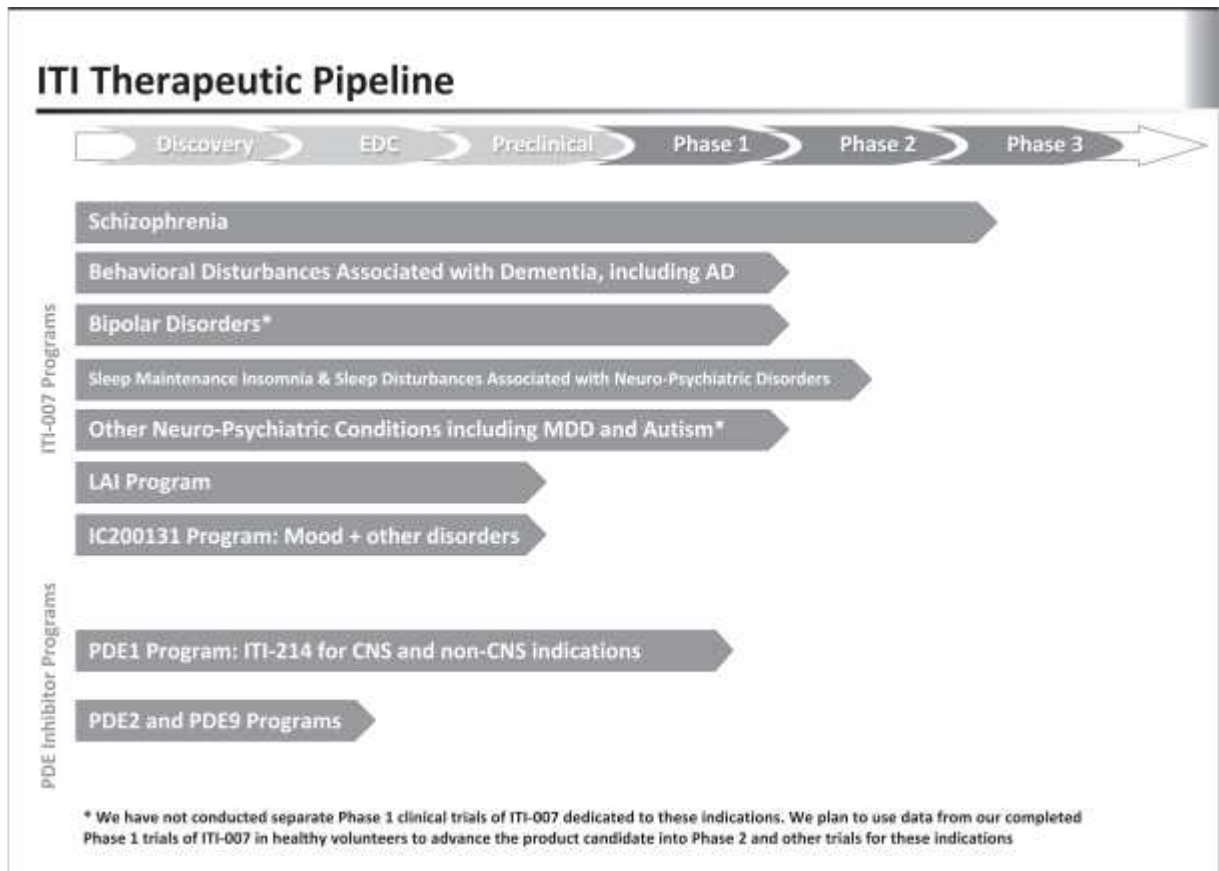 ITI Therapeutic Pipeline
Discovery EDC Preclinical Phase 1 Phase 2 Phase 3
ITI-007 Programs
Schizophrenia
Behavioral Disturbances Associated with Dementia, including AD
Bipolar Disorders*
Sleep Maintenance Insomnia & Sleep Disturbances Associated with Neuro-Psychiatric Disorders
Other Neuro-Psychiatric Conditions including MDD and Autism*
LAI Program
IC200131 Program: Mood + other disorders
PDE Inhibitor Programs
PDE1 Program: ITI-214 for CNS and non-CNS indications
PDE2 and PDE9 Programs
* We have not conducted separate Phase 1 clinical trials of ITI-007 dedicated to these indications. We plan to use data from our completed
Phase 1 trials of ITI-007 in healthy volunteers to advance the product candidate into Phase 2 and other trials for these indications